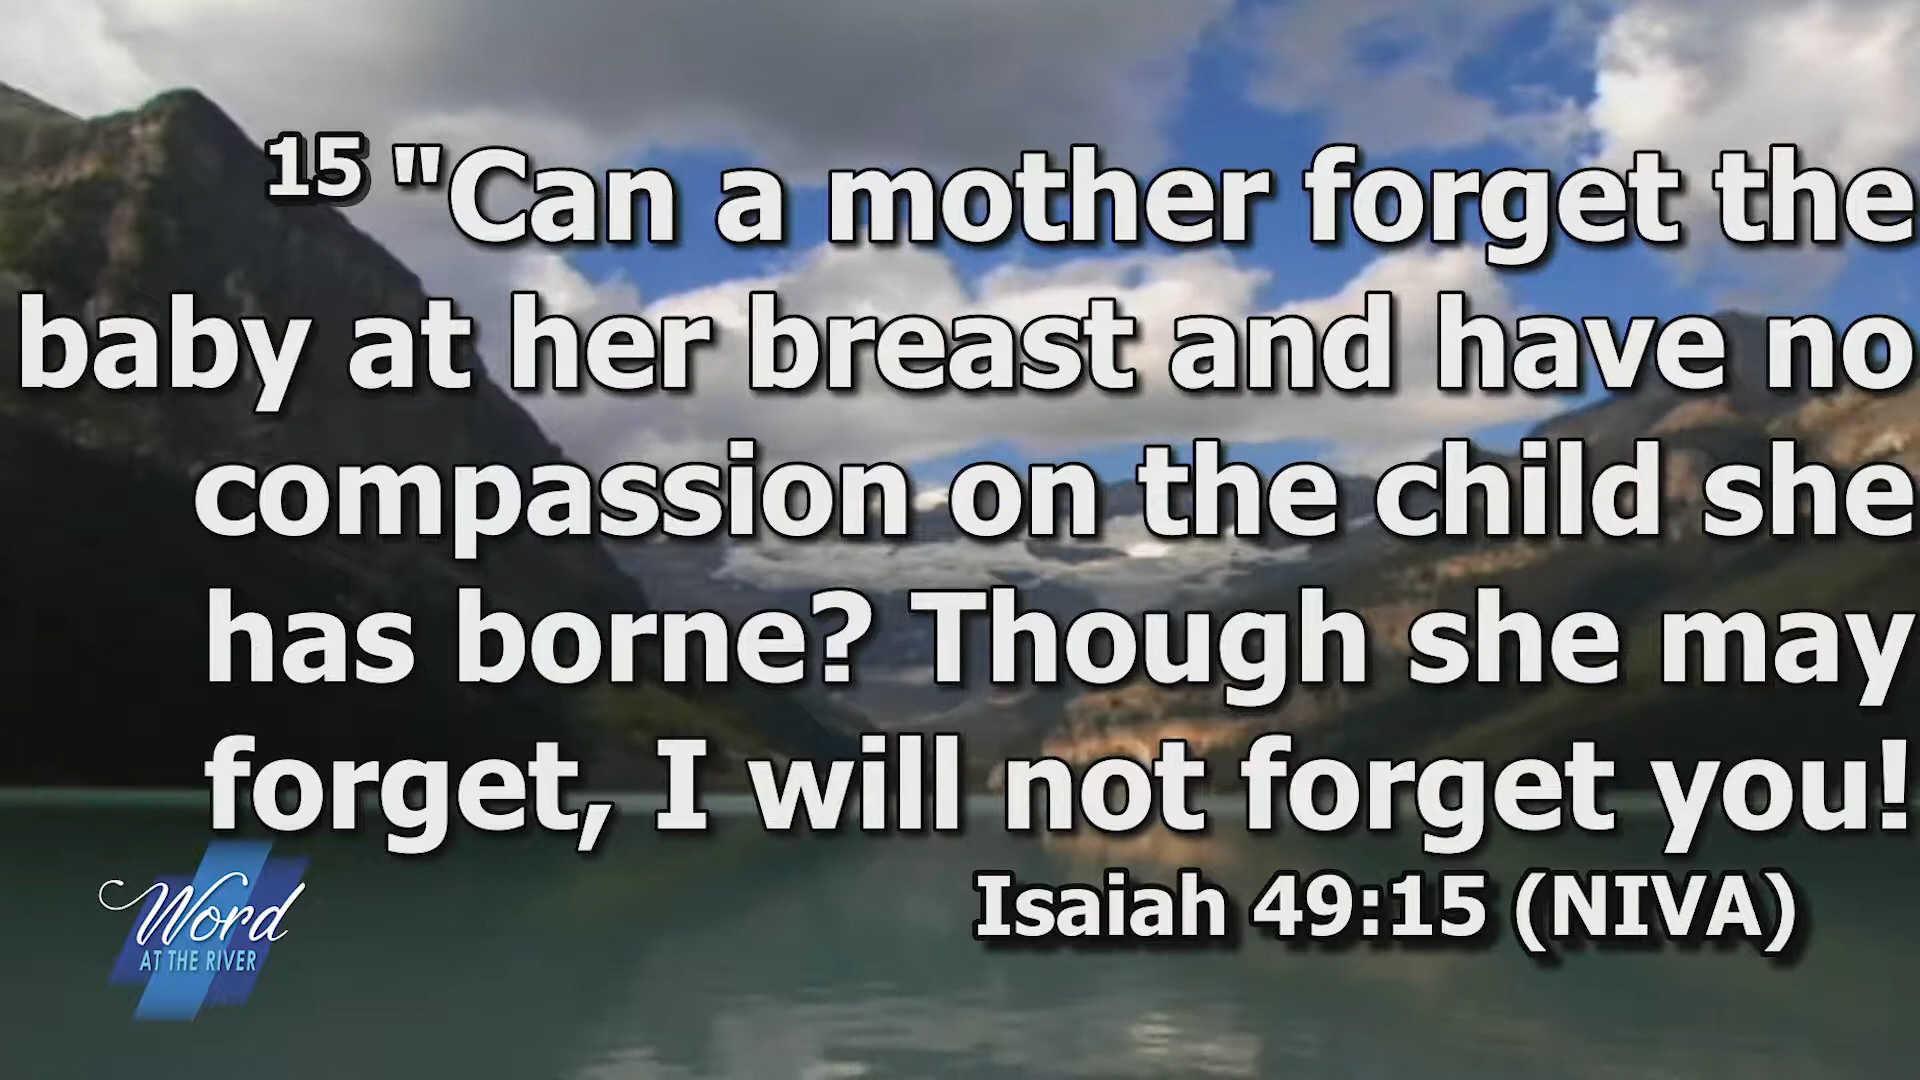 15 "Can a mother forget the
baby at her breast and have no
compassion on the child she
has borne? Though she may
forget, I will not forget you!
Isaiah 49:15 (NIVA)
Word
AT THE RIVER